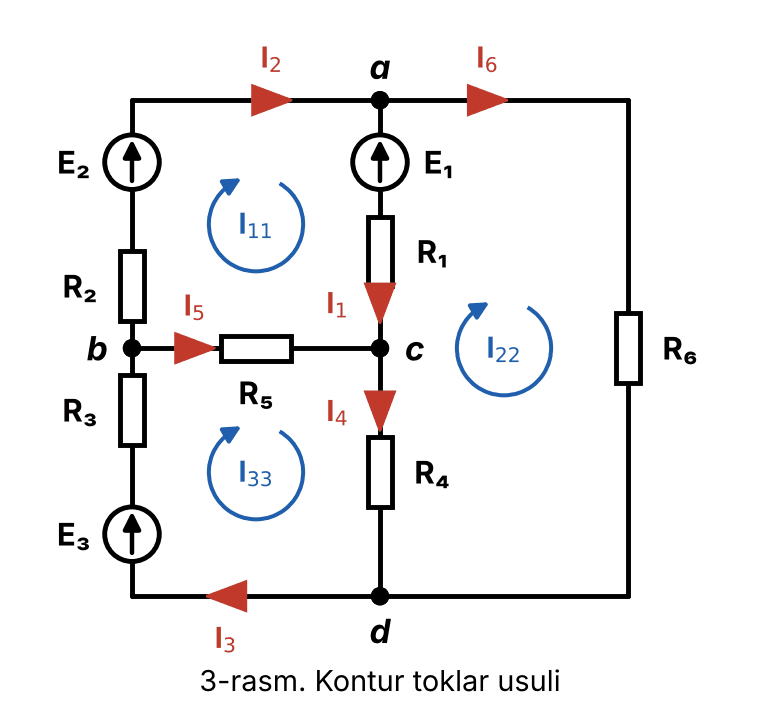 I₂
a
I₆
E₂
E₁
I₁₁
R₁
R₂
I₅
I₁
b
c
I₂₂
R₆
R₃
R₅
I₄
I₃₃
R₄
E₃
d
I₃
3-rasm. Kontur toklar usuli